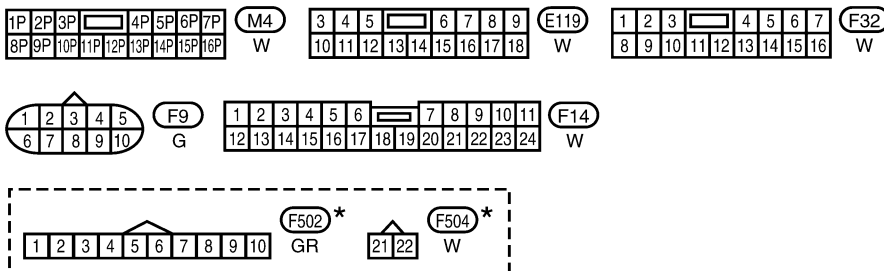 1P 2P 3P 4P 5P 6P 7P M4
8P 9P 10P 11P 12P 13P 14P 15P 16P W
3 4 5 6 7 8 9 E119
10 11 12 13 14 15 16 17 18 W
1 2 3 4 5 6 7 F32
8 9 10 11 12 13 14 15 16 W
1 2 3 4 5 F9
6 7 8 9 10 G
1 2 3 4 5 6 7 8 9 10 11 F14
12 13 14 15 16 17 18 19 20 21 22 23 24 W
F502 *
1 2 3 4 5 6 7 8 9 10 GR
F504 *
21 22 W